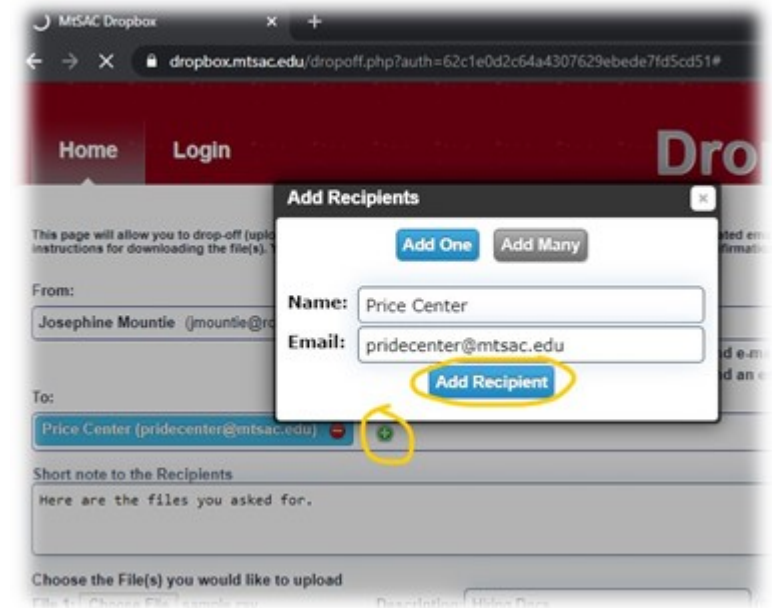 MtSAC Dropbox
dropbox.mtsac.edu/dropoff.php?auth=62c1e0d2c64a4307629ebede7fd5cd51#
Home Login Dro
Add Recipients
This page will allow you to drop-off (uplo
instructions for downloading the file(s).
Add One Add Many
From:
Name: Price Center
Josephine Mountie (jmountie@
Email: pridecenter@mtsac.edu
Add Recipient
To:
Price Center (pridecenter@mtsac.edu)
Short note to the Recipients
Here are the files you asked for.
Choose the File(s) you would like to upload
File 1: Choose File sample.rsv Description: Hiring Docs